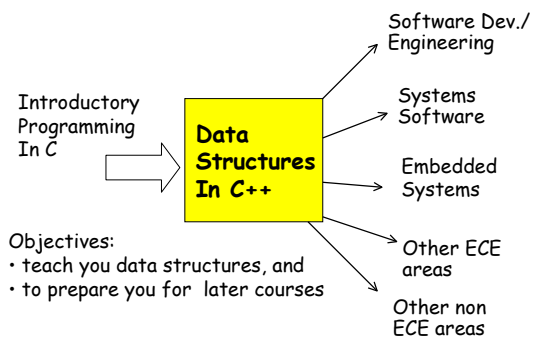 Introductory
Programming
In C
Data
Structures
In C++
Software Dev./
Engineering
Systems
Software
Embedded
Systems
Other ECE
areas
Other non
ECE areas
Objectives:
• teach you data structures, and
• to prepare you for later courses